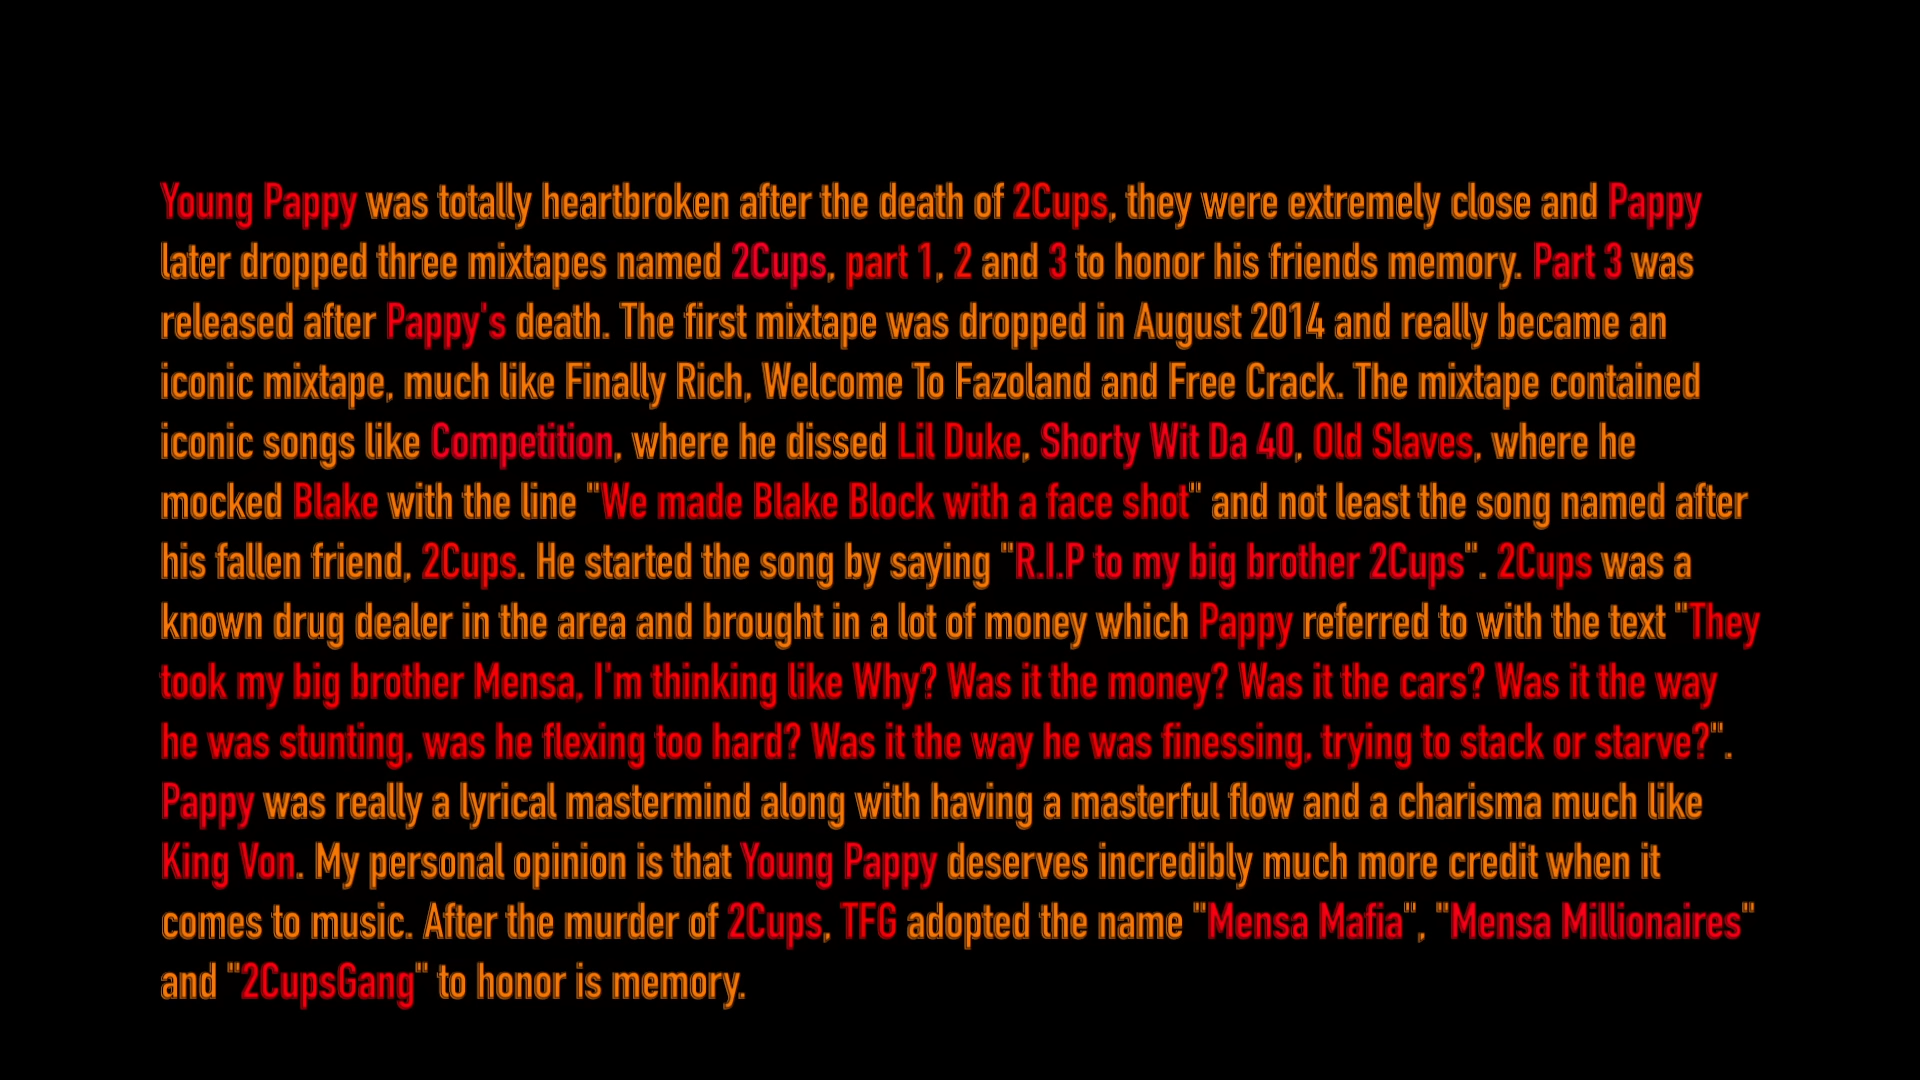 Young Pappy was totally heartbroken after the death of 2Cups, they were extremely close and Pappy
later dropped three mixtapes named 2Cups, part 1, 2 and 3 to honor his friends memory. Part 3 was
released after Pappy's death. The first mixtape was dropped in August 2014 and really became an
iconic mixtape, much like Finally Rich, Welcome To Fazoland and Free Crack. The mixtape contained
iconic songs like Competition, where he dissed Lil Duke, Shorty Wit Da 40, Old Slaves, where he
mocked Blake with the line "We made Blake Block with a face shot" and not least the song named after
his fallen friend, 2Cups. He started the song by saying "R.I.P to my big brother 2Cups". 2Cups was a
known drug dealer in the area and brought in a lot of money which Pappy referred to with the text "They
took my big brother Mensa, I'm thinking like Why? Was it the money? Was it the cars? Was it the way
he was stunting, was he flexing too hard? Was it the way he was finessing, trying to stack or starve?".
Pappy was really a lyrical mastermind along with having a masterful flow and a charisma much like
King Von. My personal opinion is that Young Pappy deserves incredibly much more credit when it
comes to music. After the murder of 2Cups, TFG adopted the name "Mensa Mafia", "Mensa Millionaires"
and "2CupsGang" to honor is memory.